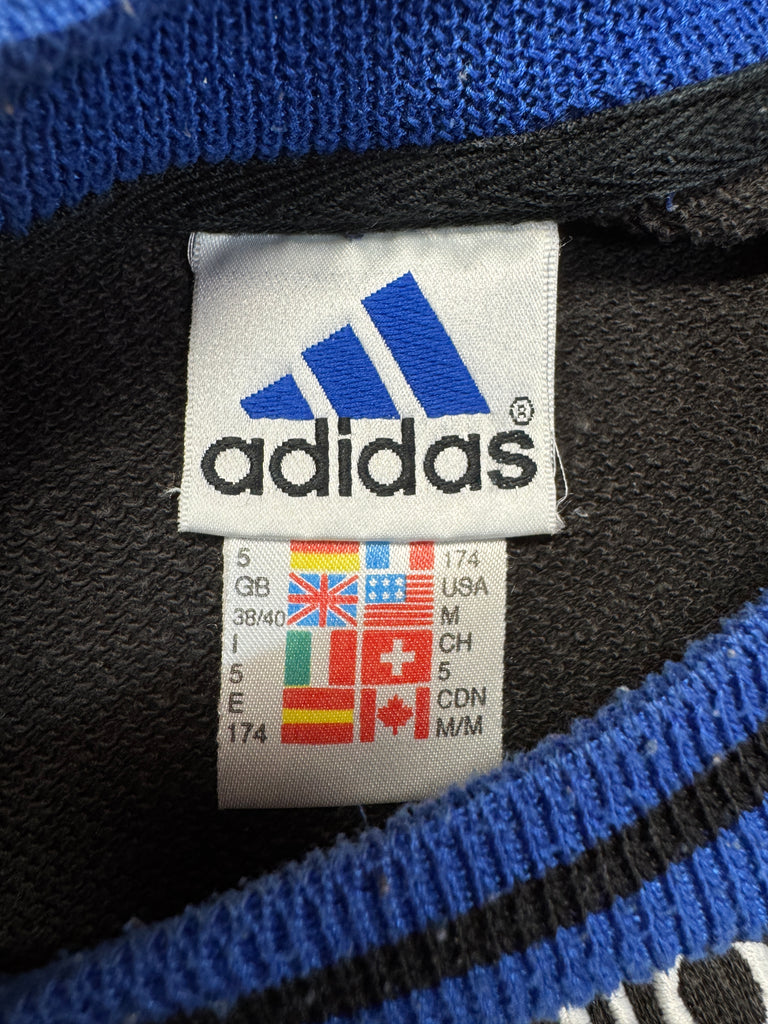 adidas®
5 174
GB USA
38/40 M
I CH
5 5
E CDN
174 M/M